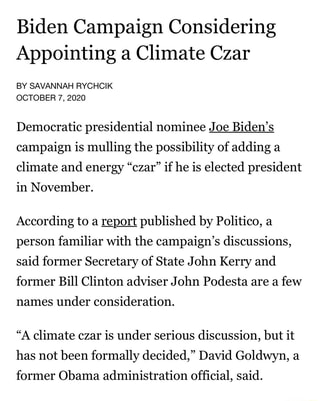 Biden Campaign Considering
Appointing a Climate Czar
BY SAVANNAH RYCHCIK
OCTOBER 7, 2020
Democratic presidential nominee Joe Biden’s
campaign is mulling the possibility of adding a
climate and energy “czar” if he is elected president
in November.
According to a report published by Politico, a
person familiar with the campaign’s discussions,
said former Secretary of State John Kerry and
former Bill Clinton adviser John Podesta are a few
names under consideration.
“A climate czar is under serious discussion, but it
has not been formally decided,” David Goldwyn, a
former Obama administration official, said.